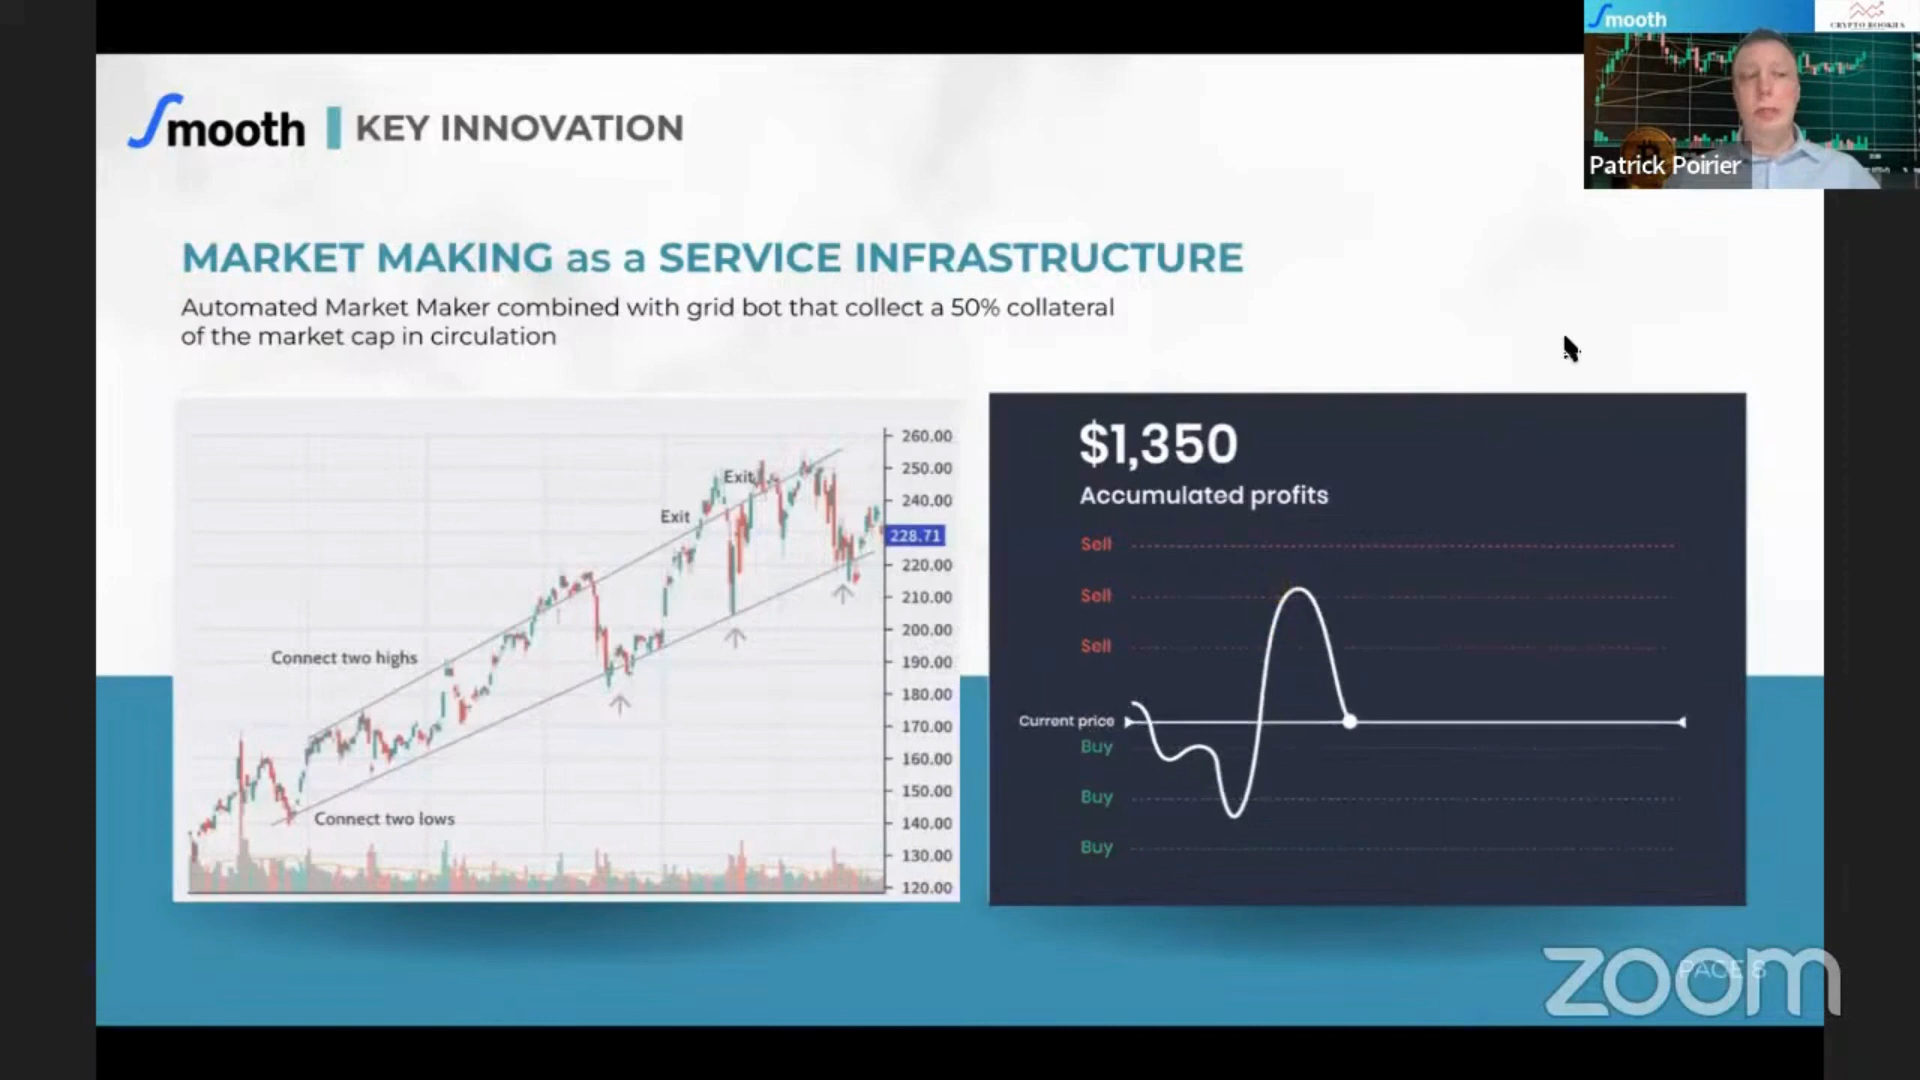 Smooth
KEY INNOVATION
MARKET MAKING as a SERVICE INFRASTRUCTURE
Automated Market Maker combined with grid bot that collect a 50% collateral
of the market cap in circulation
260.00
250.00
240.00
228.71
220.00
210.00
200.00
190.00
180.00
170.00
160.00
150.00
140.00
130.00
120.00
Exit
Exit
Connect two highs
Connect two lows
$1,350
Accumulated profits
Sell
Sell
Sell
Current price
Buy
Buy
Buy
Smooth
Patrick Poirier
PAGE 8
zoom